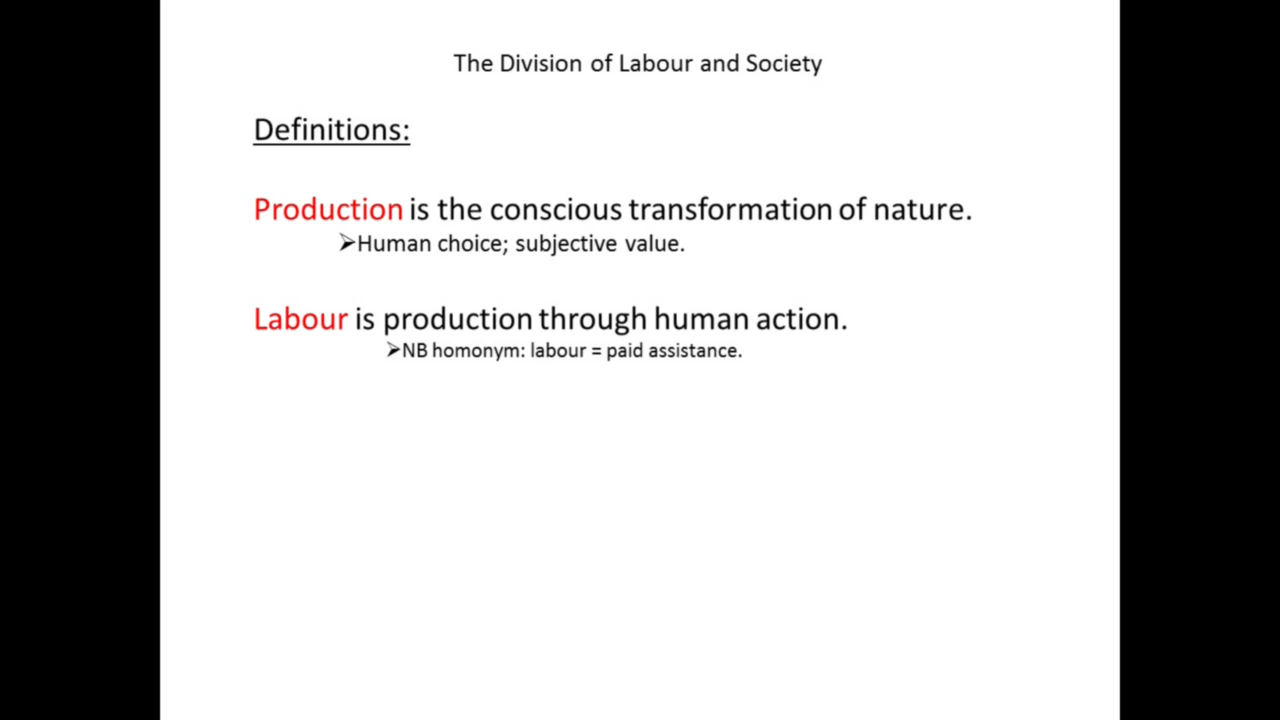 The Division of Labour and Society
Definitions:
Production is the conscious transformation of nature.
➢Human choice; subjective value.
Labour is production through human action.
➢NB homonym: labour = paid assistance.